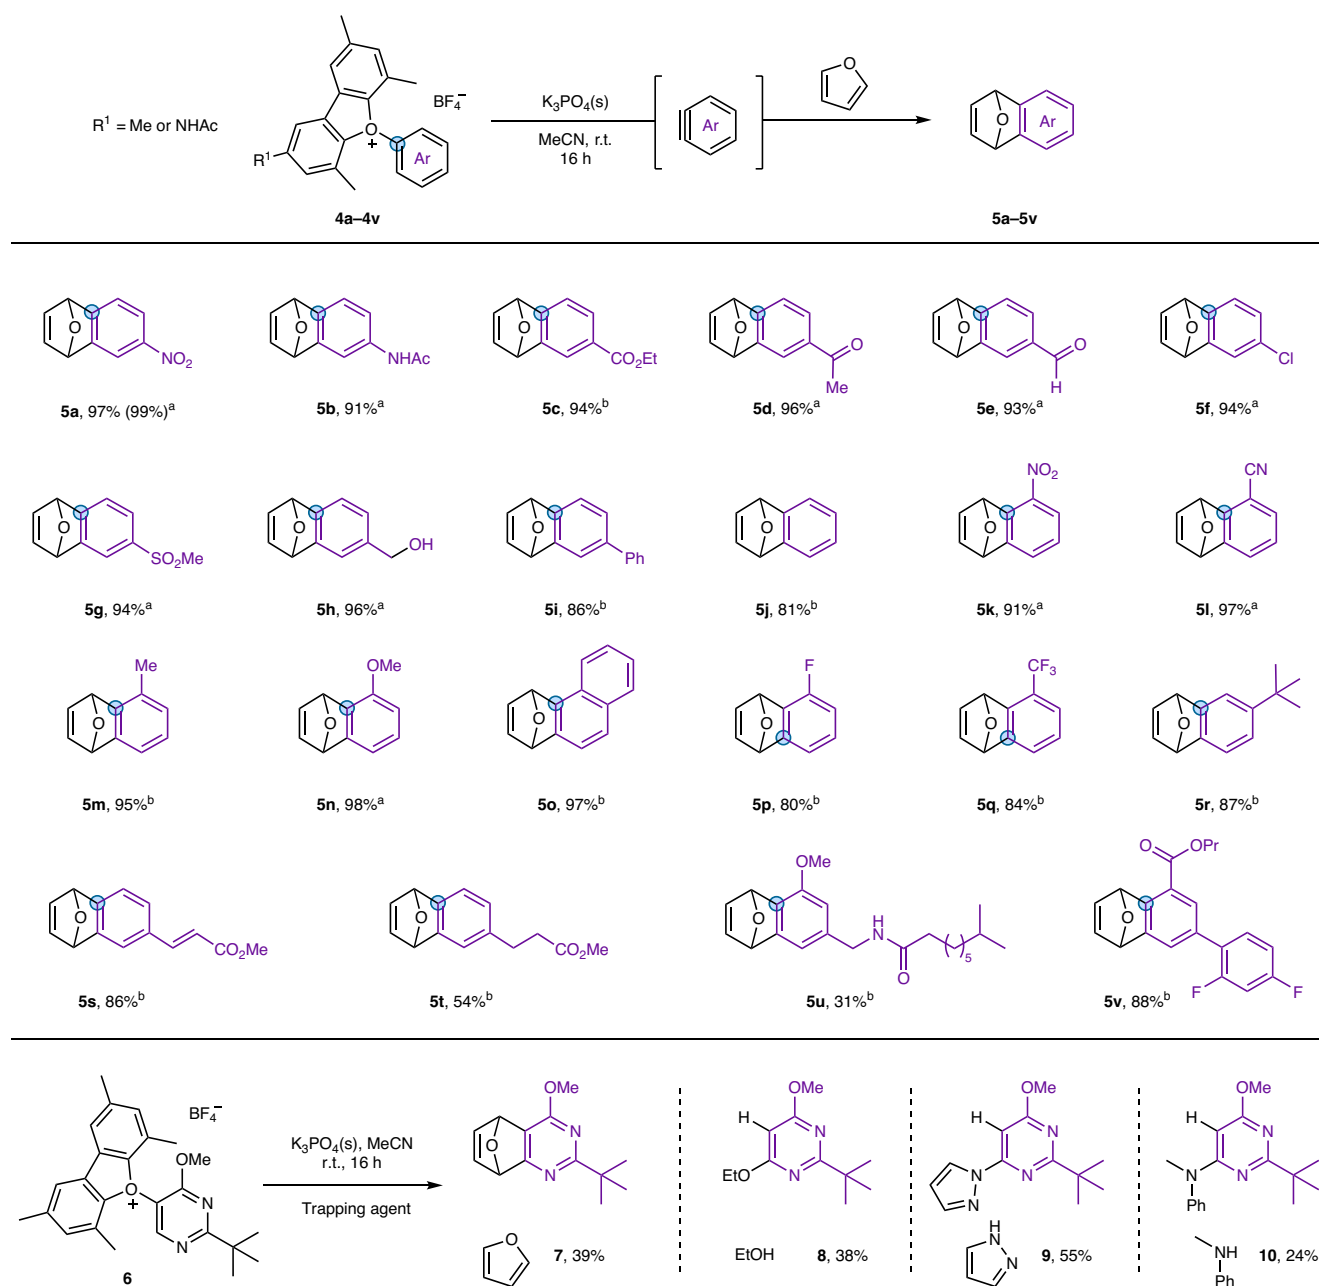 R¹ = Me or NHAc
R¹
O
+
Ar
BF₄⁻
4a–4v
K₃PO₄(s)
MeCN, r.t.
16 h
Ar
O
O
Ar
5a–5v
O
NO₂
5a, 97% (99%)ᵃ
O
NHAc
5b, 91%ᵃ
O
CO₂Et
5c, 94%ᵇ
O
O
Me
5d, 96%ᵃ
O
O
H
5e, 93%ᵃ
O
Cl
5f, 94%ᵃ
O
SO₂Me
5g, 94%ᵃ
O
OH
5h, 96%ᵃ
O
Ph
5i, 86%ᵇ
O
5j, 81%ᵇ
NO₂
O
5k, 91%ᵃ
CN
O
5l, 97%ᵃ
Me
O
5m, 95%ᵇ
OMe
O
5n, 98%ᵃ
O
5o, 97%ᵇ
F
O
5p, 80%ᵇ
CF₃
O
5q, 84%ᵇ
O
5r, 87%ᵇ
O
CO₂Me
5s, 86%ᵇ
O
CO₂Me
5t, 54%ᵇ
OMe
O
H
N
O
5
5u, 31%ᵇ
O
OPr
O
F
F
5v, 88%ᵇ
BF₄⁻
OMe
O
+
N
N
6
K₃PO₄(s), MeCN
r.t., 16 h
Trapping agent
OMe
O
N
N
O
7, 39%
OMe
H
N
EtO
N
EtOH
8, 38%
OMe
H
N
N
N
N
H
N
N
9, 55%
OMe
H
N
N
N
Ph
NH
Ph
10, 24%